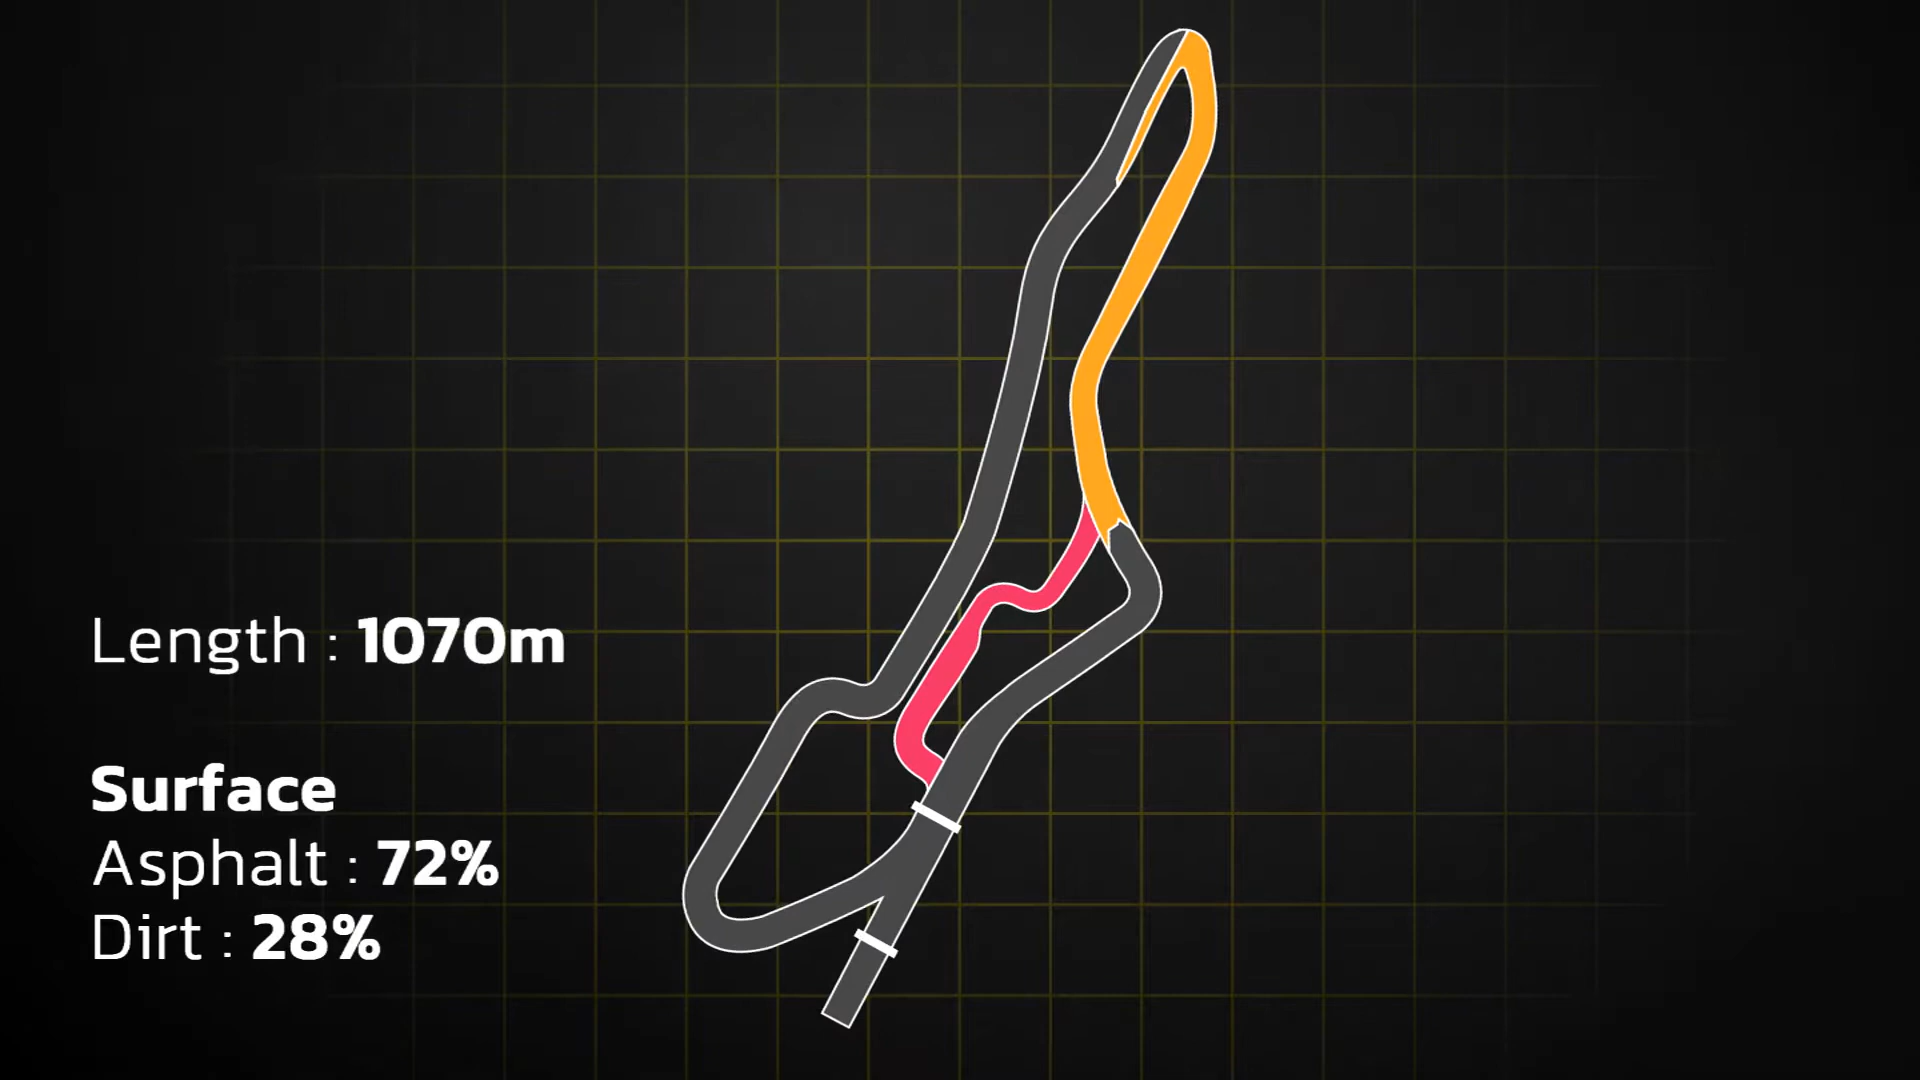 Length : 1070m
Surface
Asphalt : 72%
Dirt : 28%